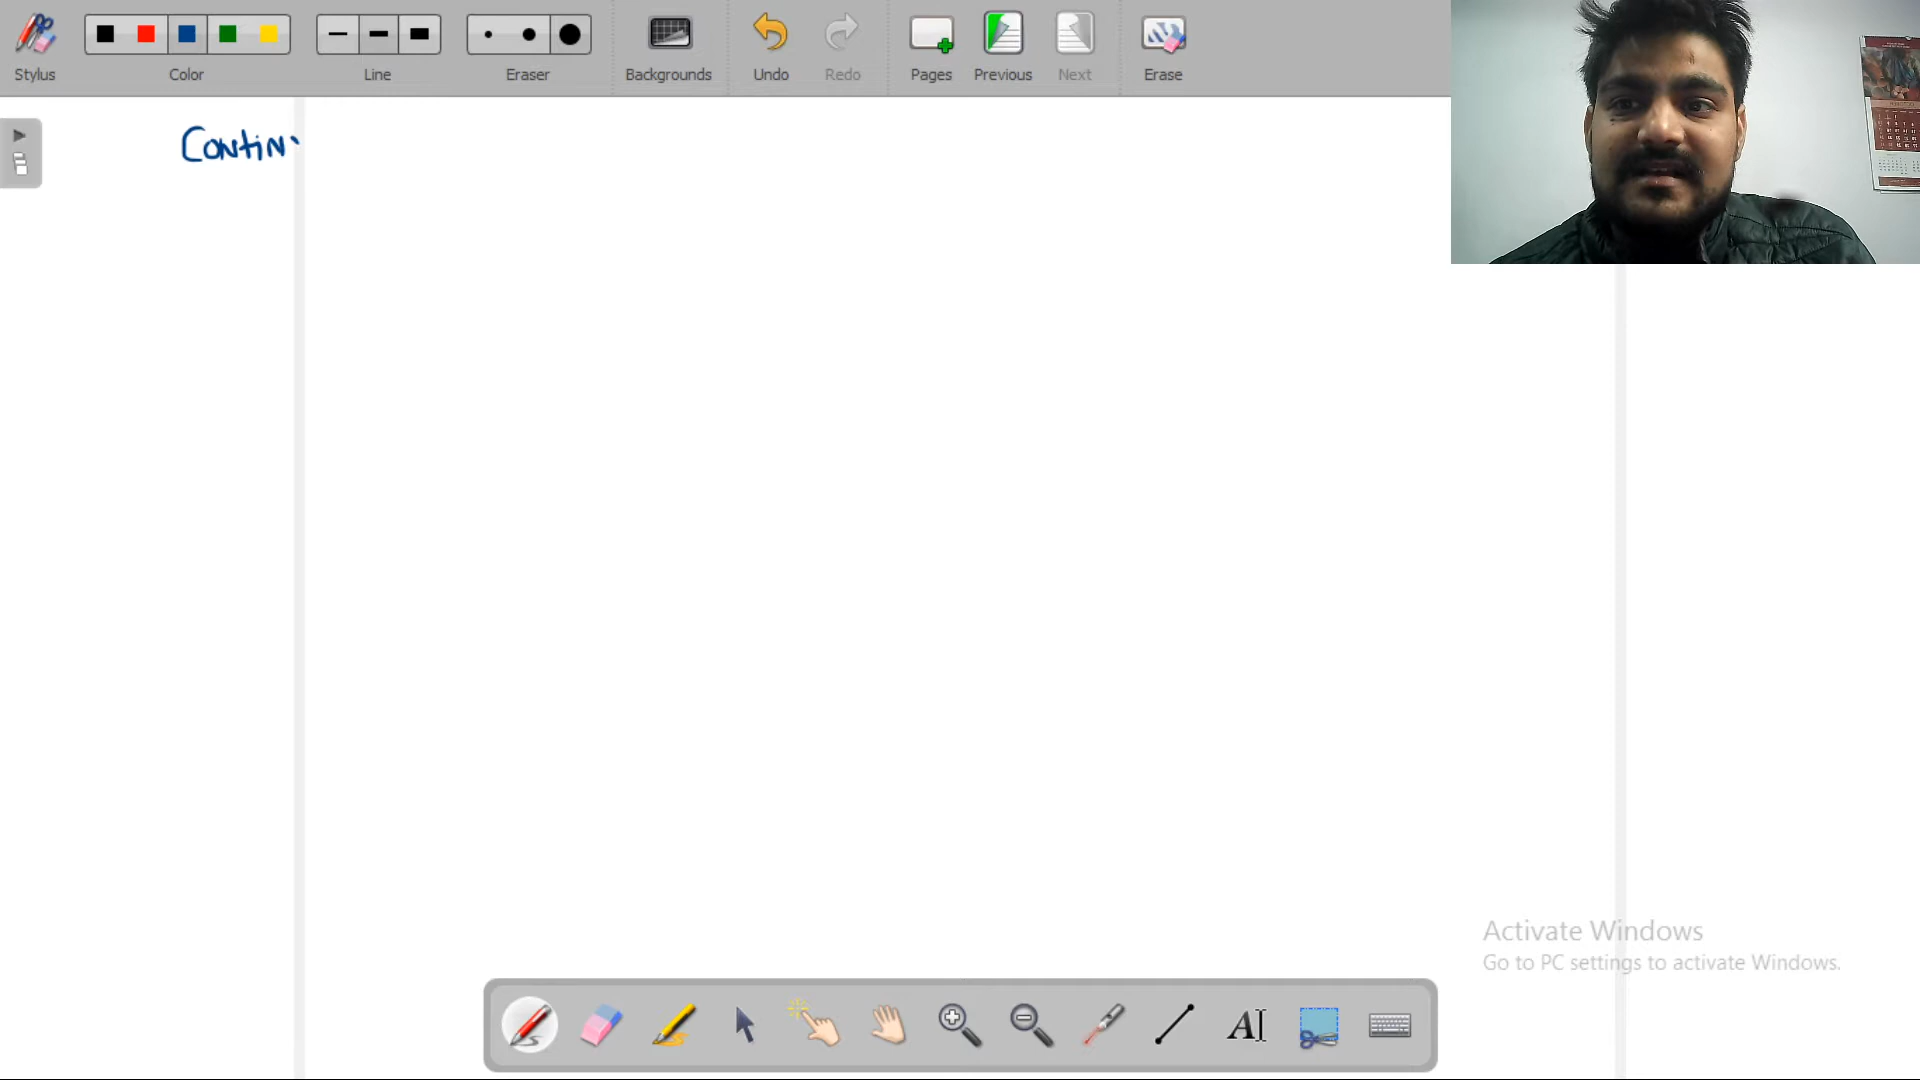 Stylus
Color
Line
Eraser
Backgrounds
Undo
Redo
Pages
Previous
Next
Erase
Contin
AI
Activate Windows
Go to PC settings to activate Windows.